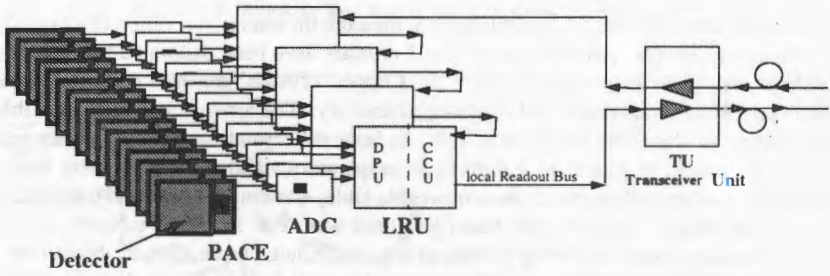 I
P
U
C
C
U
local Readout Bus
TU
Transceiver Unit
ADC
LRU
PACE
Detector